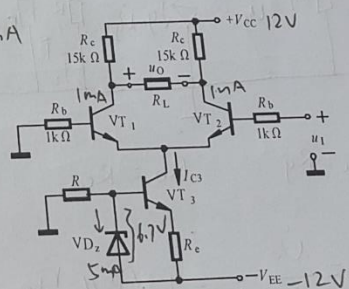 mA
+VCC 12V
Rc
15kΩ
Rc
15kΩ
+ uO −
1mA
RL
1mA
Rb
1kΩ
VT1
VT2
Rb
1kΩ
+
uI
−
IC3
R
VT3
VDz
6.7V
5mA
Re
−VEE −12V